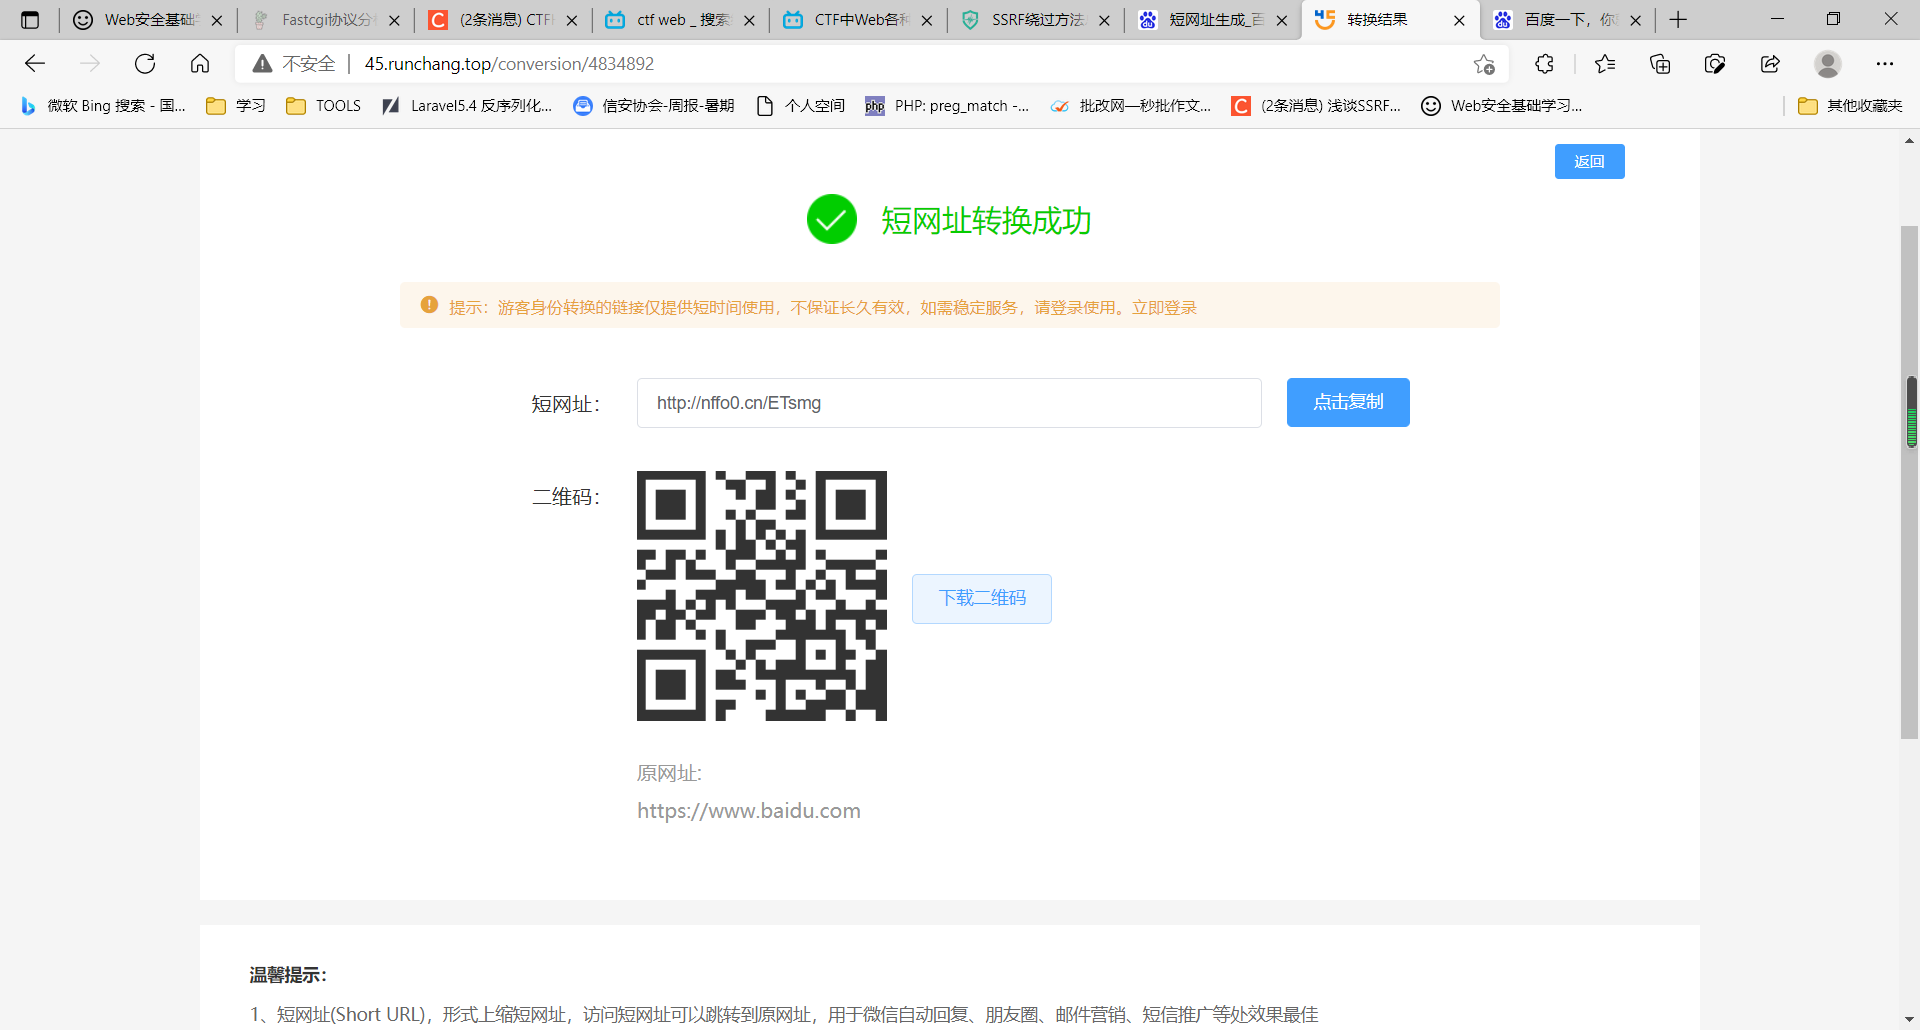 Web安全基础学
Fastcgi协议分
(2条消息) CTFH
ctf web _ 搜索
CTF中Web各种
SSRF绕过方法
短网址生成_百
转换结果
百度一下，你
不安全 | 45.runchang.top/conversion/4834892
微软 Bing 搜索 - 国...
学习
TOOLS
Laravel5.4 反序列化...
信安协会-周报-暑期
个人空间
PHP: preg_match -...
批改网—秒批作文...
(2条消息) 浅谈SSRF...
Web安全基础学习...
其他收藏夹
返回
短网址转换成功
提示：游客身份转换的链接仅提供短时间使用，不保证长久有效，如需稳定服务，请登录使用。立即登录
短网址：
http://nffo0.cn/ETsmg
点击复制
二维码：
下载二维码
原网址:
https://www.baidu.com
温馨提示：
1、短网址(Short URL)，形式上缩短网址，访问短网址可以跳转到原网址，用于微信自动回复、朋友圈、邮件营销、短信推广等处效果最佳